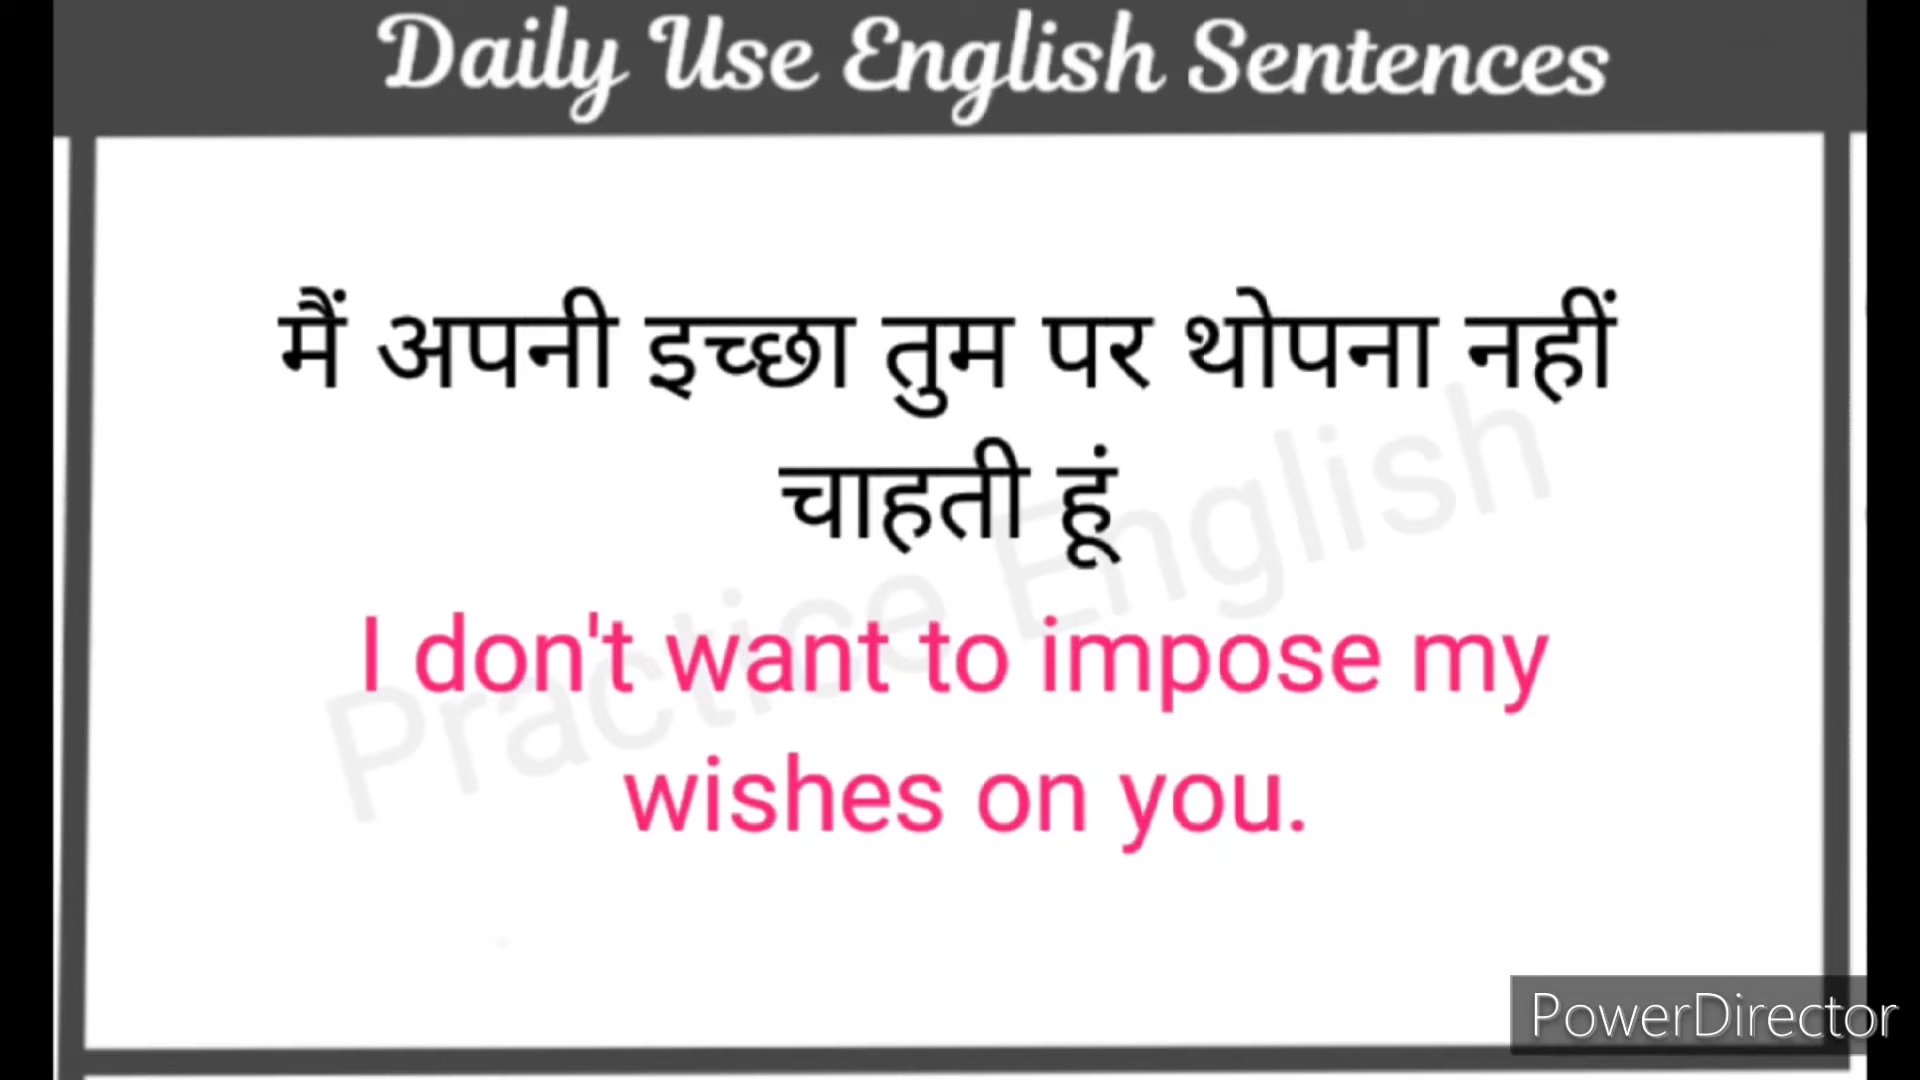 Daily Use English Sentences
मैं अपनी इच्छा तुम पर थोपना नहीं
चाहती हूं
I don't want to impose my
wishes on you.
Practice English
PowerDirector